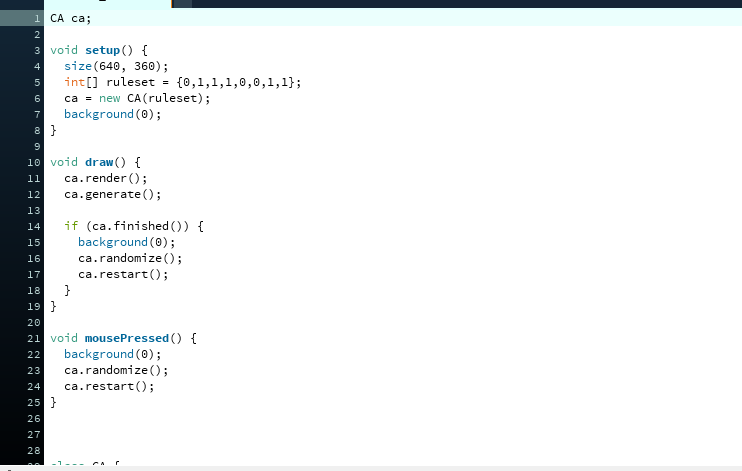 1 CA ca;
2
3 void setup() {
4 size(640, 360);
5 int[] ruleset = {0,1,1,1,0,0,1,1};
6 ca = new CA(ruleset);
7 background(0);
8 }
9
10 void draw() {
11 ca.render();
12 ca.generate();
13
14 if (ca.finished()) {
15 background(0);
16 ca.randomize();
17 ca.restart();
18 }
19 }
20
21 void mousePressed() {
22 background(0);
23 ca.randomize();
24 ca.restart();
25 }
26
27
28
29 class CA {